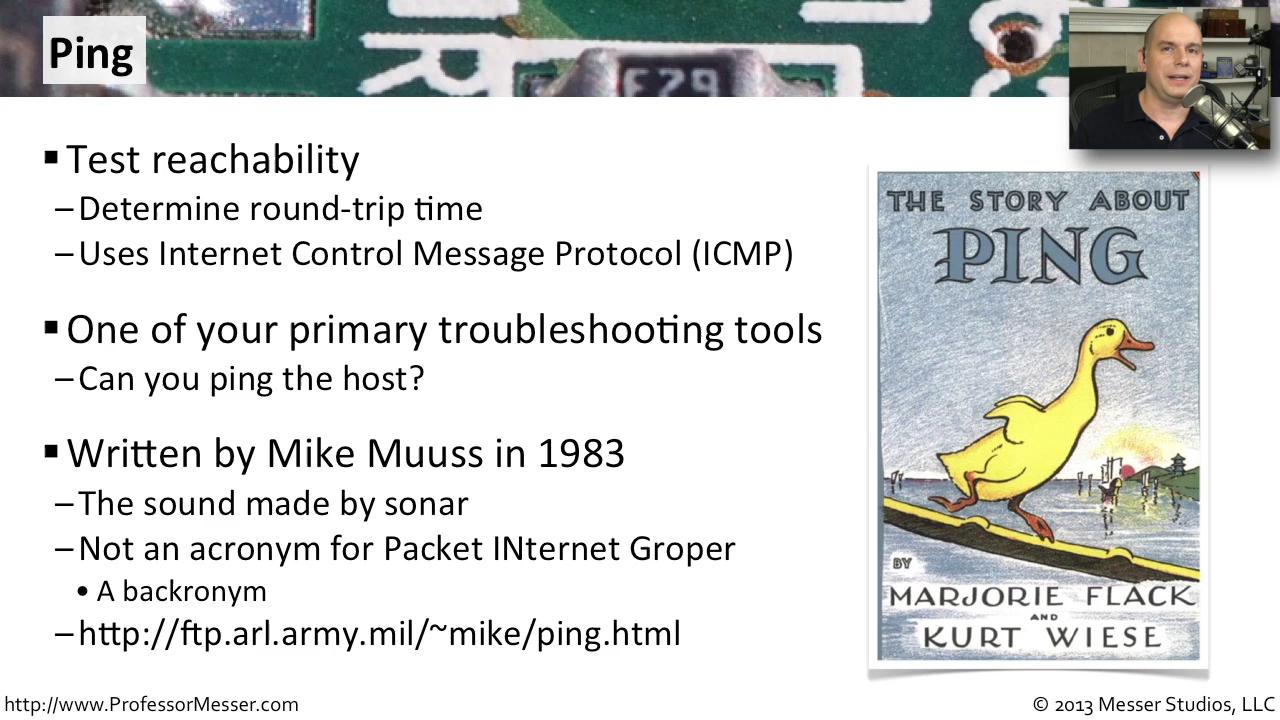 Ping
▪ Test reachability
– Determine round-trip time
– Uses Internet Control Message Protocol (ICMP)
▪ One of your primary troubleshooting tools
– Can you ping the host?
▪ Written by Mike Muuss in 1983
– The sound made by sonar
– Not an acronym for Packet INternet Groper
• A backronym
– http://ftp.arl.army.mil/~mike/ping.html
THE STORY ABOUT
PING
BY
MARJORIE FLACK
AND
KURT WIESE
http://www.ProfessorMesser.com
© 2013 Messer Studios, LLC